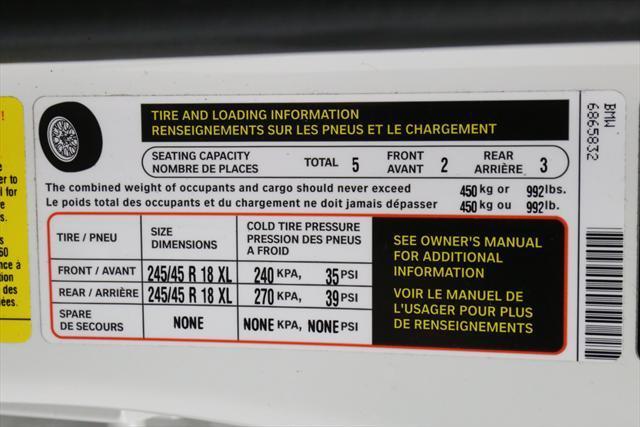 TIRE AND LOADING INFORMATION
RENSEIGNEMENTS SUR LES PNEUS ET LE CHARGEMENT
SEATING CAPACITY
NOMBRE DE PLACES
TOTAL 5
FRONT
AVANT 2
REAR
ARRIÈRE 3
The combined weight of occupants and cargo should never exceed 450 kg or 992 lbs.
Le poids total des occupants et du chargement ne doit jamais dépasser 450 kg ou 992 lb.
TIRE / PNEU
SIZE
DIMENSIONS
COLD TIRE PRESSURE
PRESSION DES PNEUS
A FROID
FRONT / AVANT 245/45 R 18 XL 240 KPA, 35 PSI
REAR / ARRIÈRE 245/45 R 18 XL 270 KPA, 39 PSI
SPARE
DE SECOURS
NONE NONE KPA, NONE PSI
SEE OWNER'S MANUAL
FOR ADDITIONAL
INFORMATION
VOIR LE MANUEL DE
L'USAGER POUR PLUS
DE RENSEIGNEMENTS
BMW
6865832